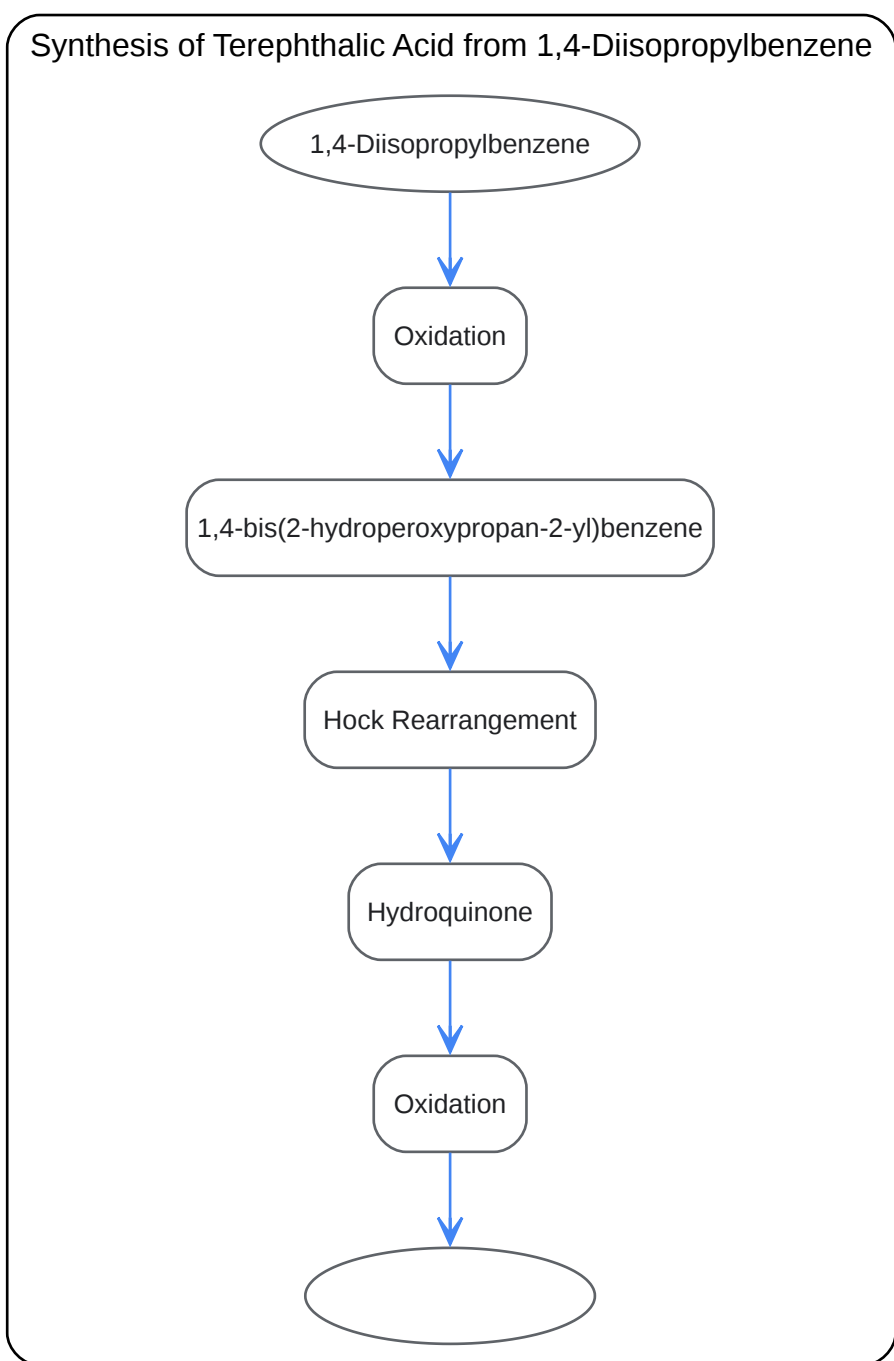 Synthesis of Terephthalic Acid from 1,4-Diisopropylbenzene
1,4-Diisopropylbenzene
Oxidation
1,4-bis(2-hydroperoxypropan-2-yl)benzene
Hock Rearrangement
Hydroquinone
Oxidation